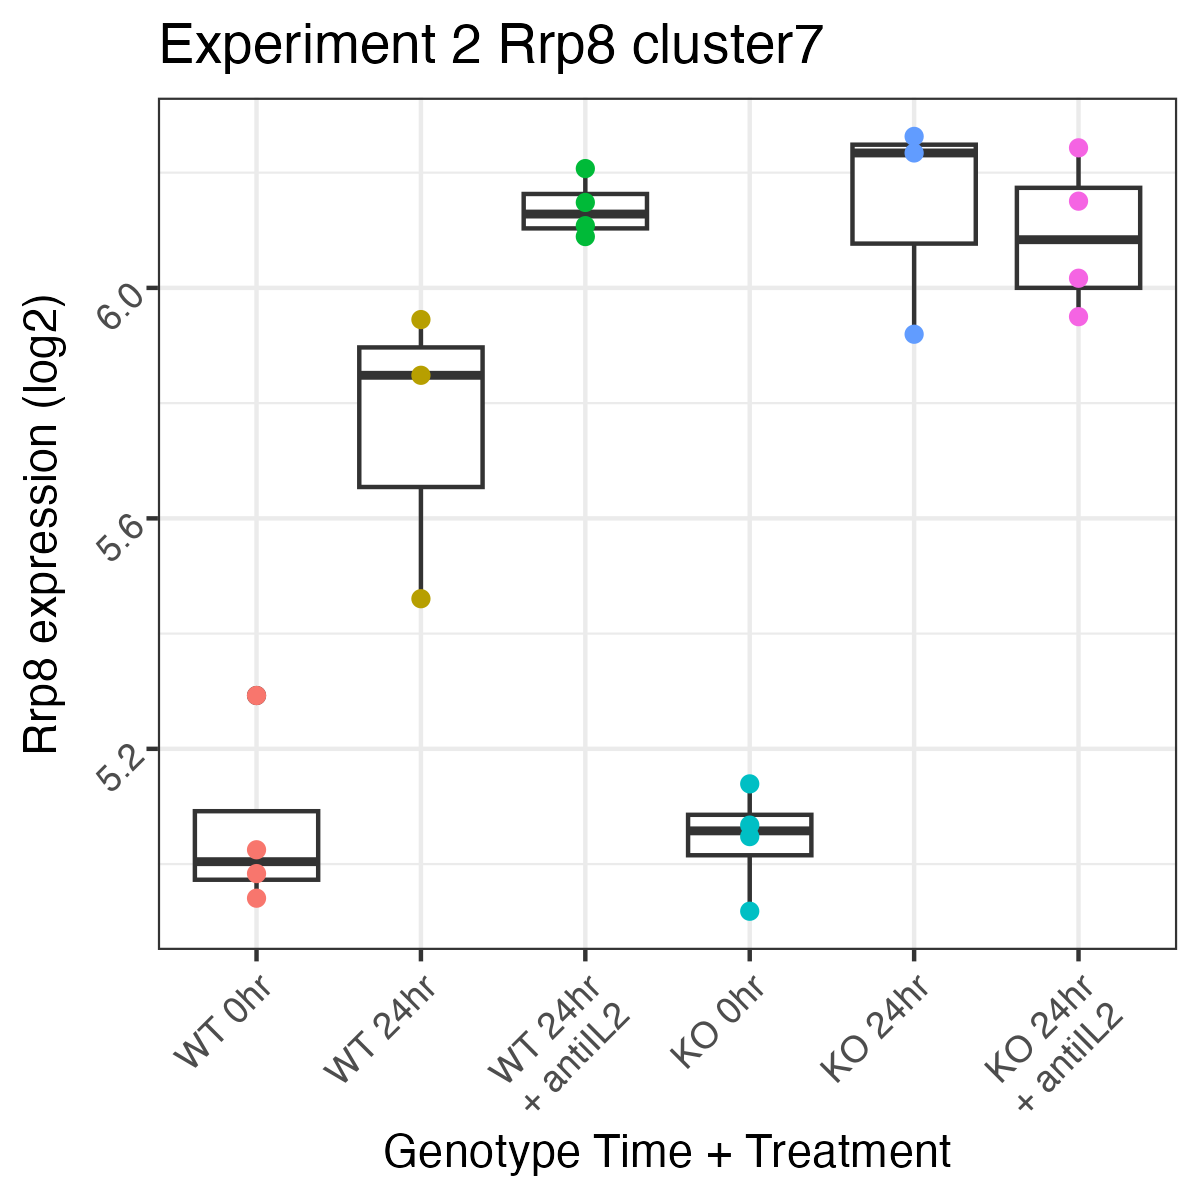 Experiment 2 Rrp8 cluster7
Rrp8 expression (log2)
6.0
5.6
5.2
WT 0hr
WT 24hr
WT 24hr
+ antiIL2
KO 0hr
KO 24hr
KO 24hr
+ antiIL2
Genotype Time + Treatment